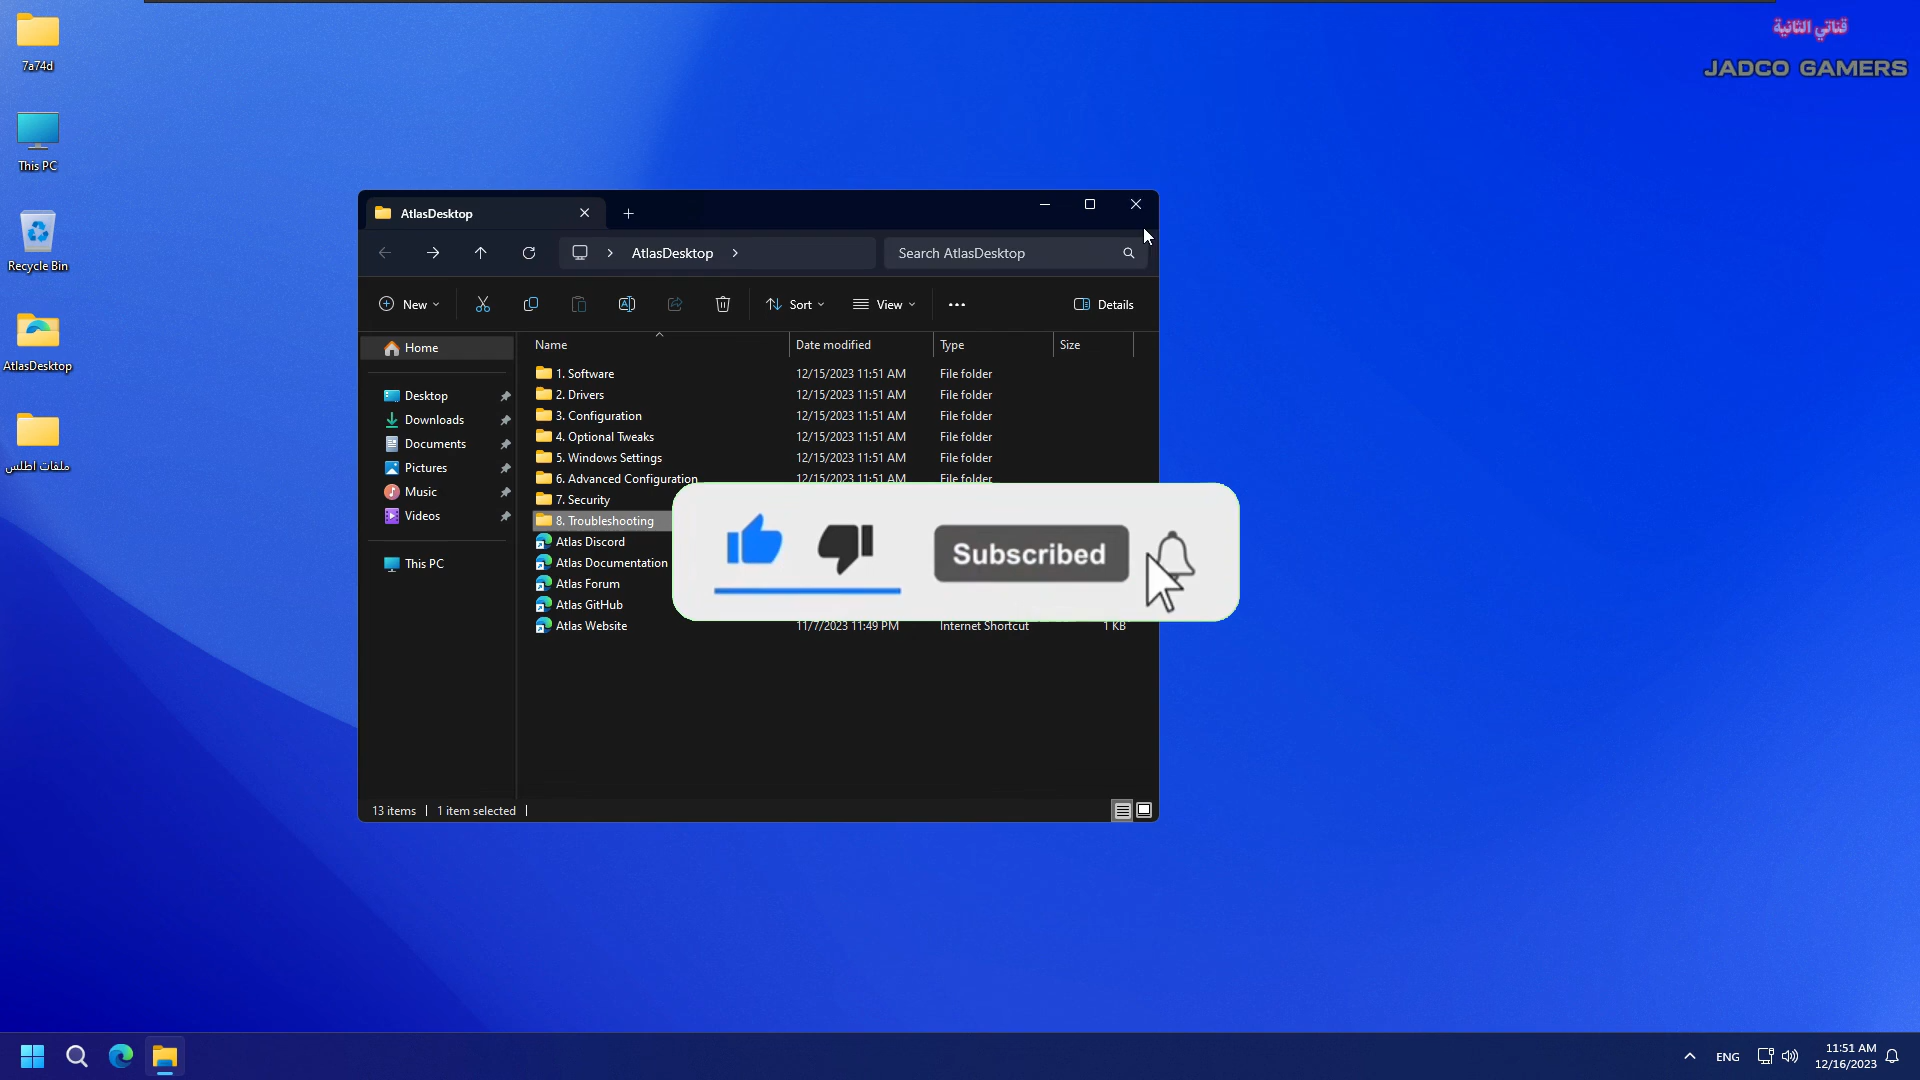 7a74d
This PC
Recycle Bin
AtlasDesktop
ملفات اطلس
قناتي الثانية
JADCO GAMERS
AtlasDesktop
AtlasDesktop
Search AtlasDesktop
New
Sort
View
Details
Name Date modified Type Size
Home
Desktop
Downloads
Documents
Pictures
Music
Videos
This PC
1. Software 12/15/2023 11:51 AM File folder
2. Drivers 12/15/2023 11:51 AM File folder
3. Configuration 12/15/2023 11:51 AM File folder
4. Optional Tweaks 12/15/2023 11:51 AM File folder
5. Windows Settings 12/15/2023 11:51 AM File folder
6. Advanced Configuration 12/15/2023 11:51 AM File folder
7. Security
8. Troubleshooting
Atlas Discord
Atlas Documentation
Atlas Forum
Atlas GitHub
Atlas Website 11/7/2023 11:49 PM Internet Shortcut 1 KB
Subscribed
13 items 1 item selected
ENG
11:51 AM
12/16/2023